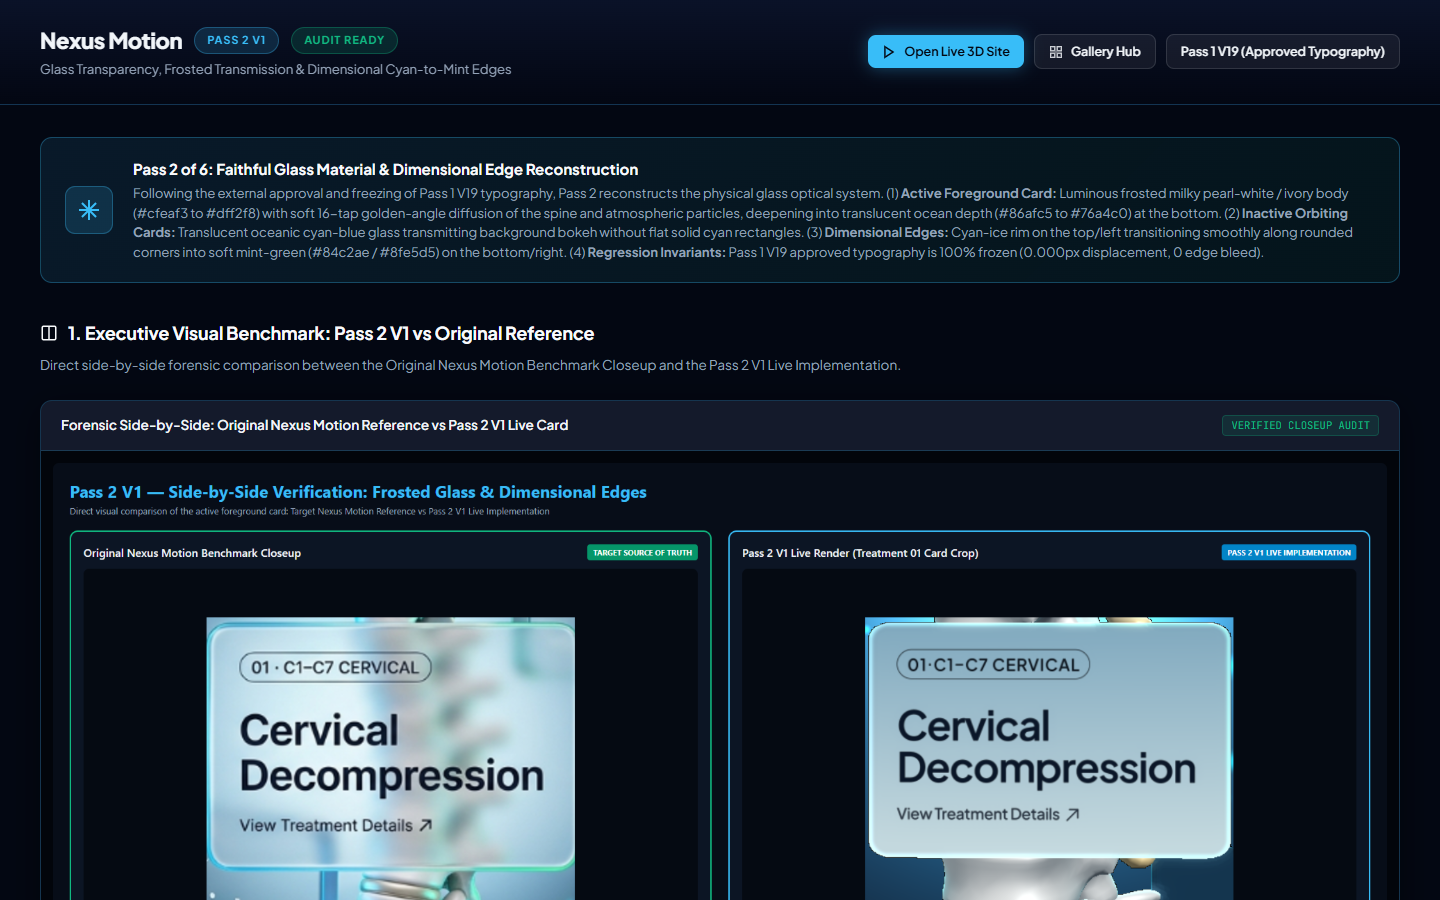 Nexus Motion
PASS 2 V1
AUDIT READY
Glass Transparency, Frosted Transmission & Dimensional Cyan-to-Mint Edges
Open Live 3D Site
Gallery Hub
Pass 1 V19 (Approved Typography)
Pass 2 of 6: Faithful Glass Material & Dimensional Edge Reconstruction
Following the external approval and freezing of Pass 1 V19 typography, Pass 2 reconstructs the physical glass optical system. (1) Active Foreground Card: Luminous frosted milky pearl-white / ivory body
(#cfeaf3 to #dff2f8) with soft 16-tap golden-angle diffusion of the spine and atmospheric particles, deepening into translucent ocean depth (#86afc5 to #76a4c0) at the bottom. (2) Inactive Orbiting
Cards: Translucent oceanic cyan-blue glass transmitting background bokeh without flat solid cyan rectangles. (3) Dimensional Edges: Cyan-ice rim on the top/left transitioning smoothly along rounded
corners into soft mint-green (#84c2ae / #8fe5d5) on the bottom/right. (4) Regression Invariants: Pass 1 V19 approved typography is 100% frozen (0.000px displacement, 0 edge bleed).
1. Executive Visual Benchmark: Pass 2 V1 vs Original Reference
Direct side-by-side forensic comparison between the Original Nexus Motion Benchmark Closeup and the Pass 2 V1 Live Implementation.
Forensic Side-by-Side: Original Nexus Motion Reference vs Pass 2 V1 Live Card
VERIFIED CLOSEUP AUDIT
Pass 2 V1 — Side-by-Side Verification: Frosted Glass & Dimensional Edges
Direct visual comparison of the active foreground card: Target Nexus Motion Reference vs Pass 2 V1 Live Implementation
Original Nexus Motion Benchmark Closeup
TARGET SOURCE OF TRUTH
01 · C1–C7 CERVICAL
Cervical
Decompression
View Treatment Details ↗
Pass 2 V1 Live Render (Treatment 01 Card Crop)
PASS 2 V1 LIVE IMPLEMENTATION
01·C1–C7 CERVICAL
Cervical
Decompression
View Treatment Details ↗